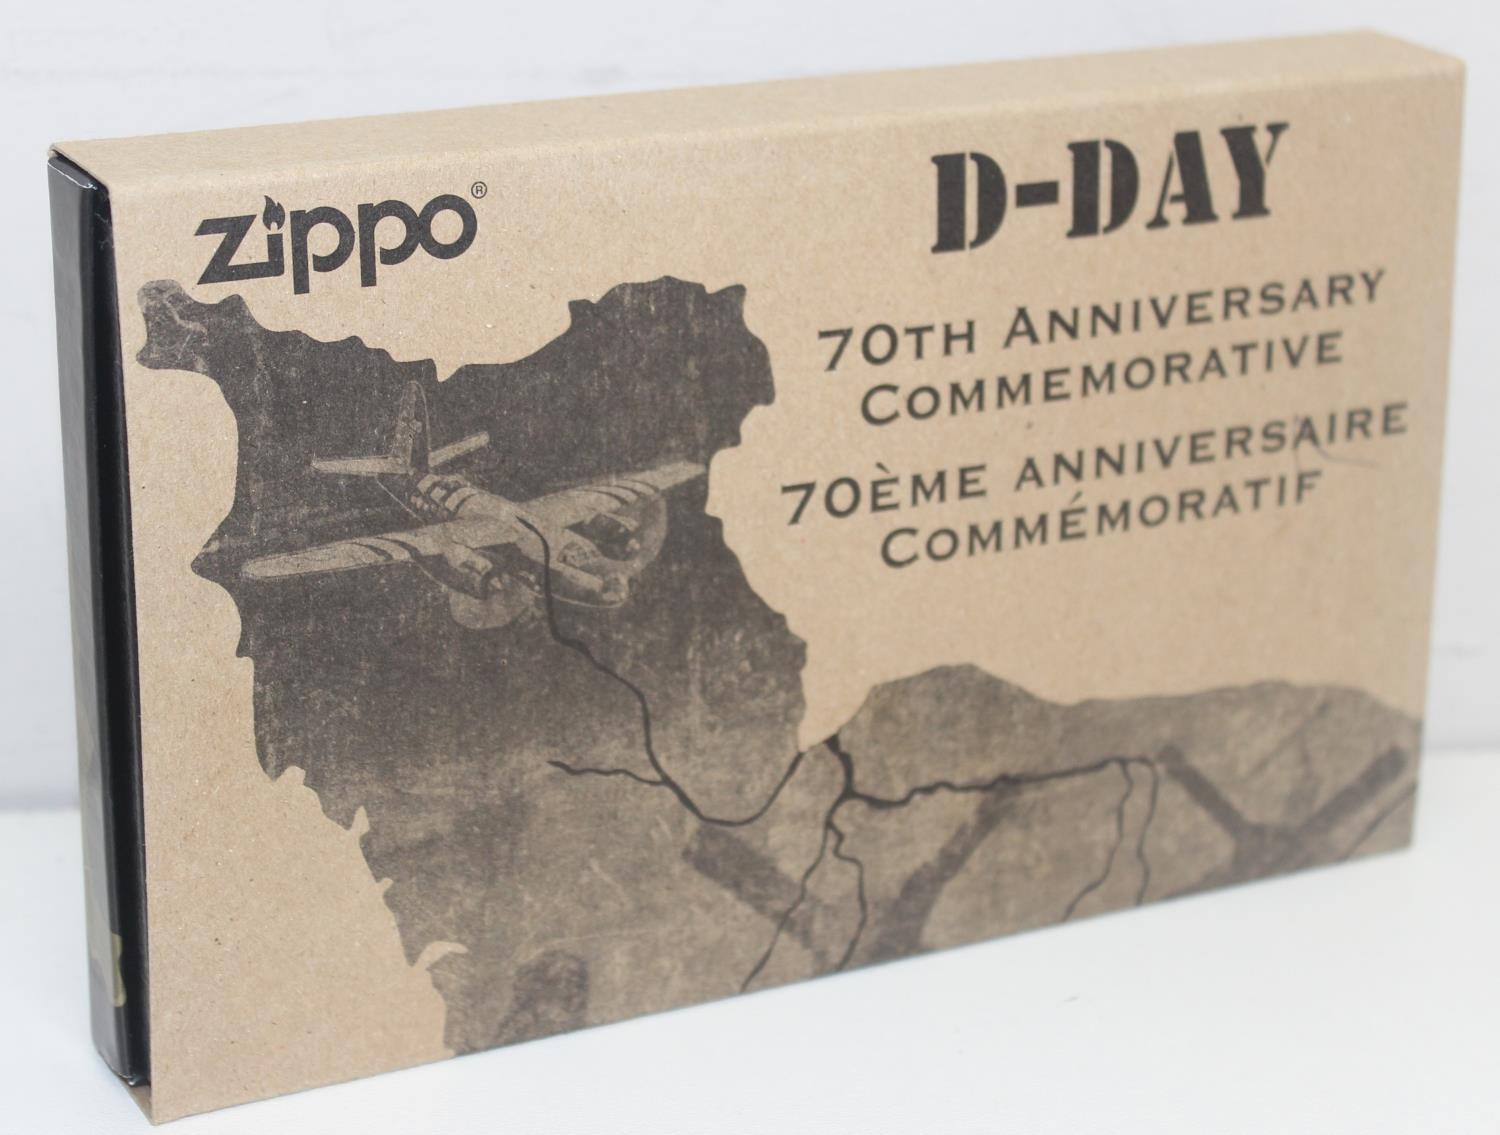 Zippo®
D-DAY
70TH ANNIVERSARY
COMMEMORATIVE
70ÈME ANNIVERSAIRE
COMMÉMORATIF